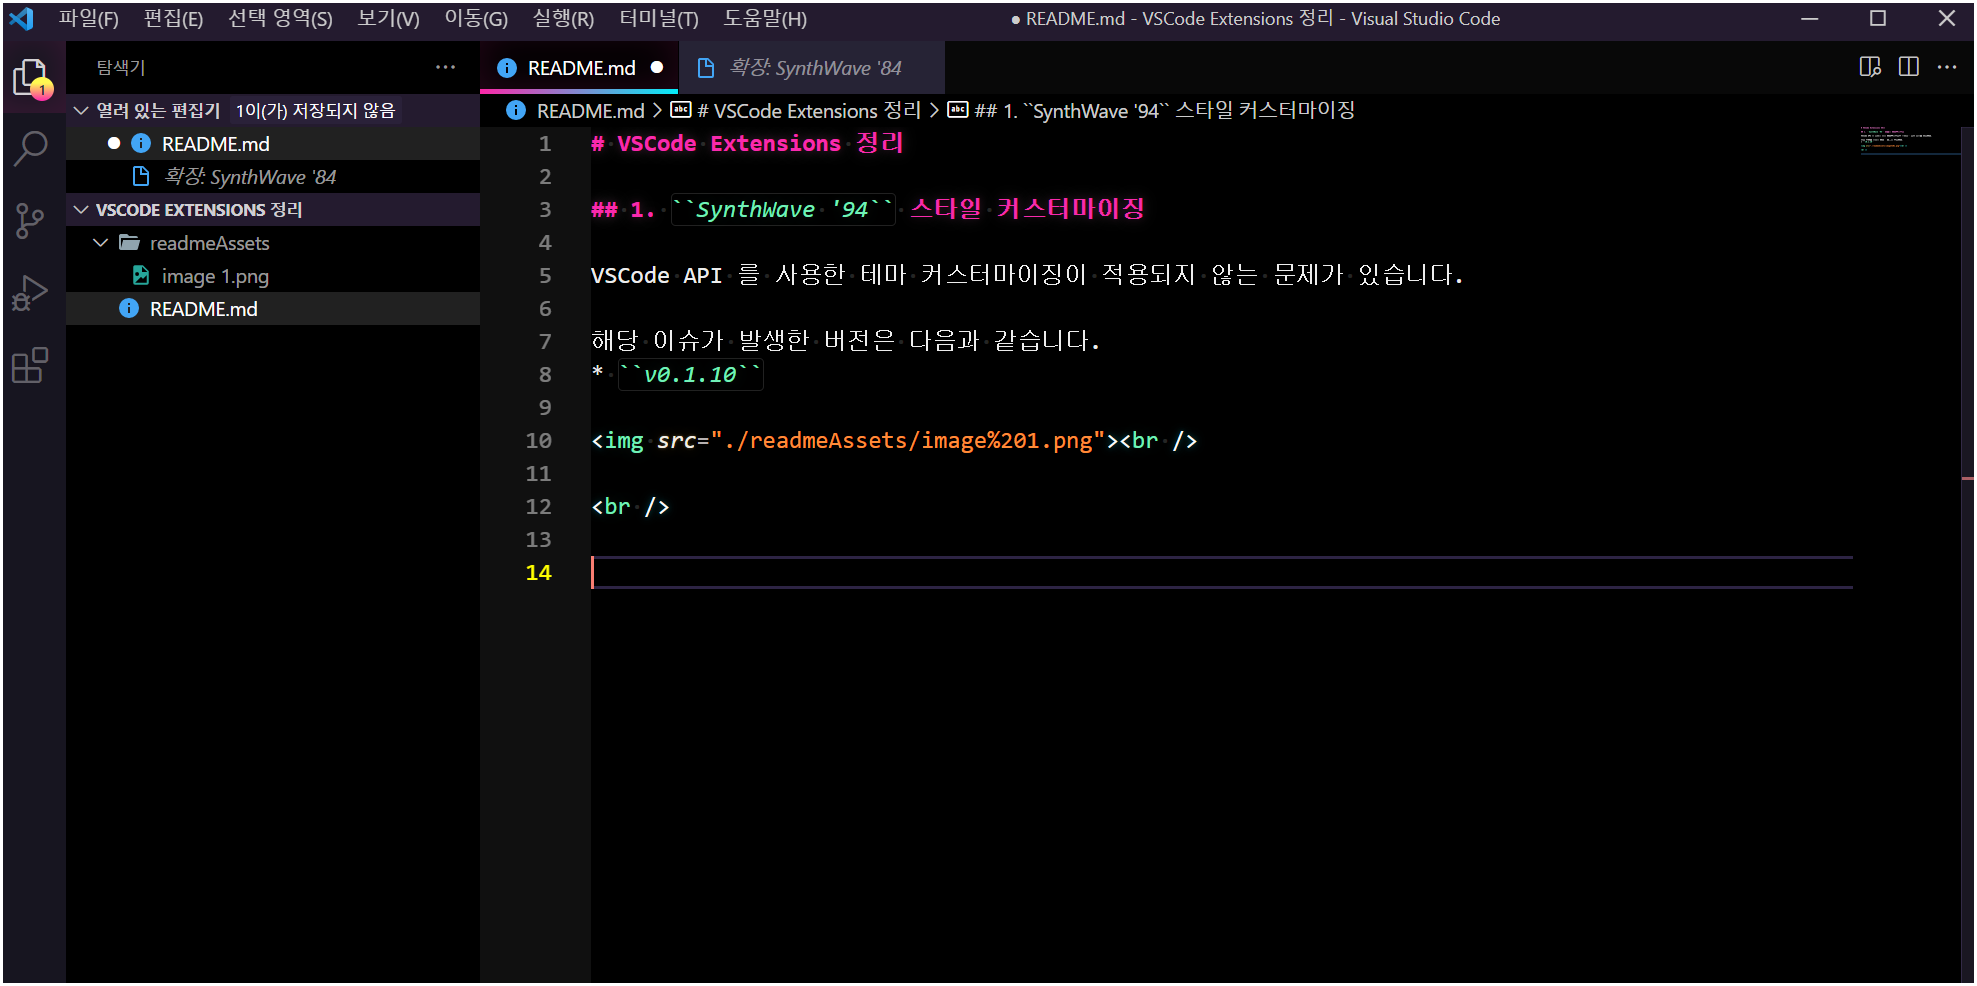 파일(F) 편집(E) 선택 영역(S) 보기(V) 이동(G) 실행(R) 터미널(T) 도움말(H) ● README.md - VSCode Extensions 정리 - Visual Studio Code
탐색기 ···
1
열려 있는 편집기 1이(가) 저장되지 않음
● README.md
확장: SynthWave '84
VSCODE EXTENSIONS 정리
readmeAssets
image 1.png
README.md
README.md ● 확장: SynthWave '84
README.md > # VSCode Extensions 정리 > ## 1. ``SynthWave '94`` 스타일 커스터마이징
1 # VSCode Extensions 정리
2
3 ## 1. ``SynthWave '94`` 스타일 커스터마이징
4
5 VSCode API 를 사용한 테마 커스터마이징이 적용되지 않는 문제가 있습니다.
6
7 해당 이슈가 발생한 버전은 다음과 같습니다.
8 * ``v0.1.10``
9
10 <img src="./readmeAssets/image%201.png"><br />
11
12 <br />
13
14